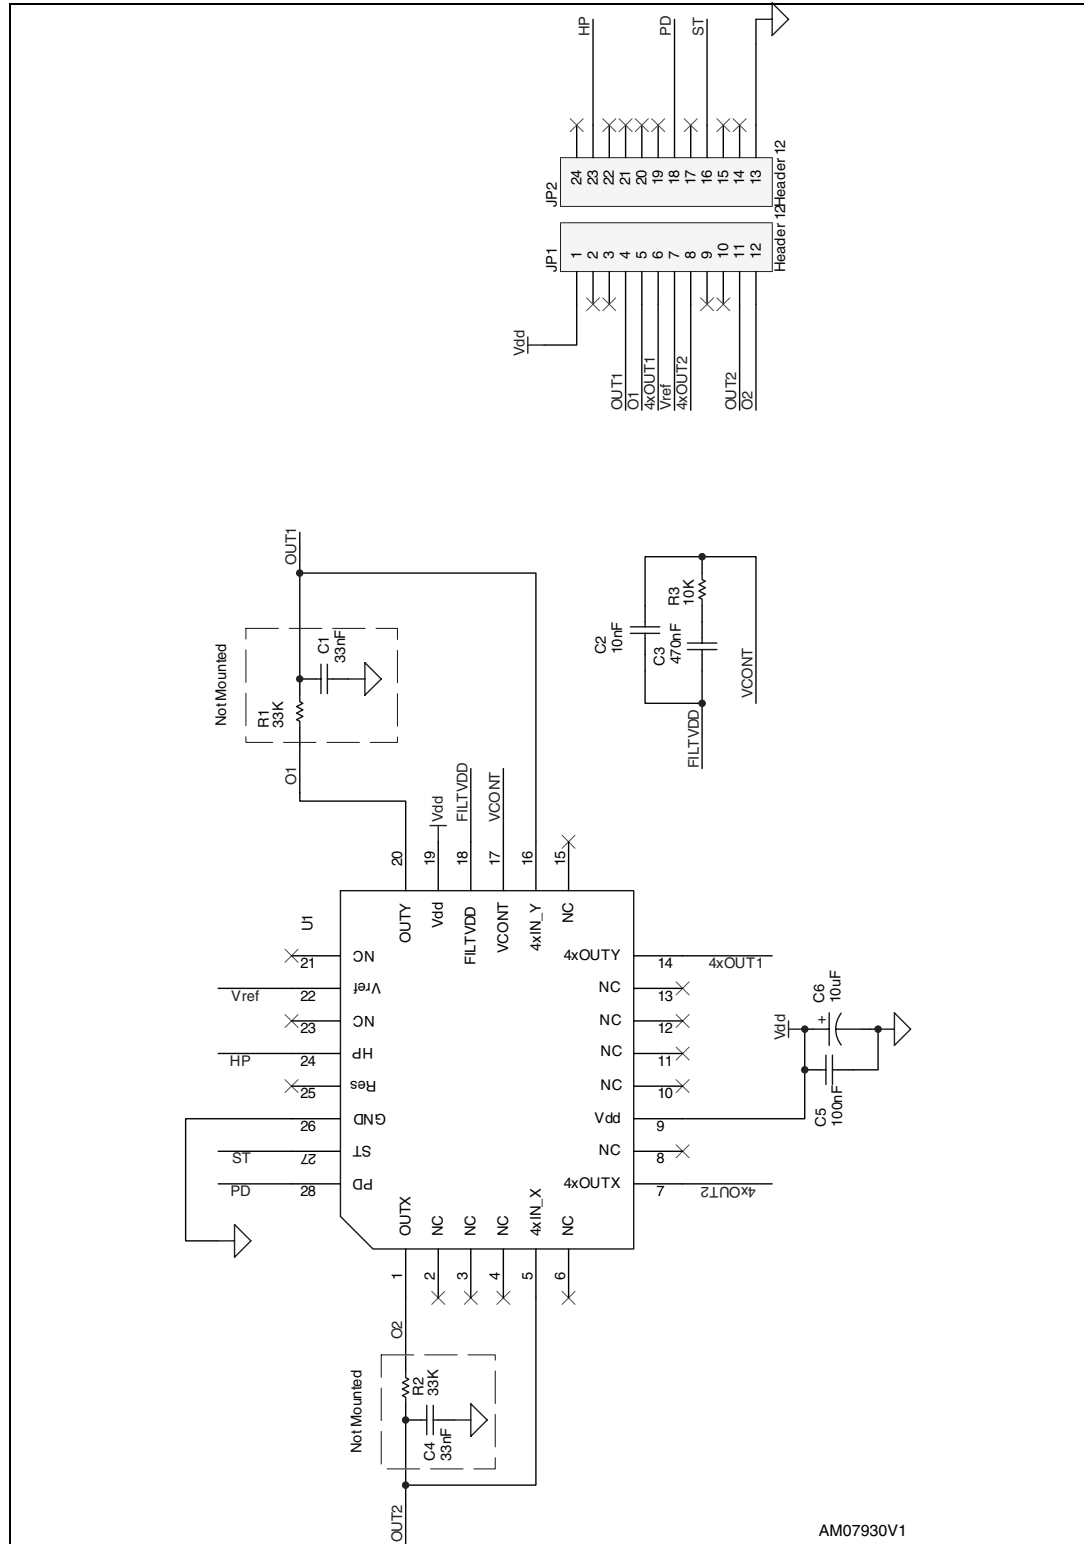 HP
PD
ST
JP2
24
23
22
21
20
19
18
17
16
15
14
13
Header 12
JP1
1
2
3
4
5
6
7
8
9
10
11
12
Header 12
Vdd
OUT1
O1
4xOUT1
Vref
4xOUT2
OUT2
O2
OUT1
Not Mounted
C1
33nF
R1
33K
O1
C2
10nF
C3
470nF
R3
10K
VCONT
FILTVDD
Vdd
FILTVDD
VCONT
20
19
18
17
16
15
U1
OUTY
Vdd
FILTVDD
VCONT
4xIN_Y
NC
21
NC
Vref
22
Vref
23
NC
HP
24
HP
25
Res
26
GND
ST
27
ST
PD
28
PD
4xOUTY
14
4xOUT1
NC
13
NC
12
NC
11
NC
10
Vdd
9
NC
8
4xOUTX
7
4xOUT2
Vdd
+
C6
10uF
C5
100nF
OUTX
NC
NC
NC
4xIN_X
NC
1
2
3
4
5
6
O2
Not Mounted
R2
33K
C4
33nF
OUT2
AM07930V1